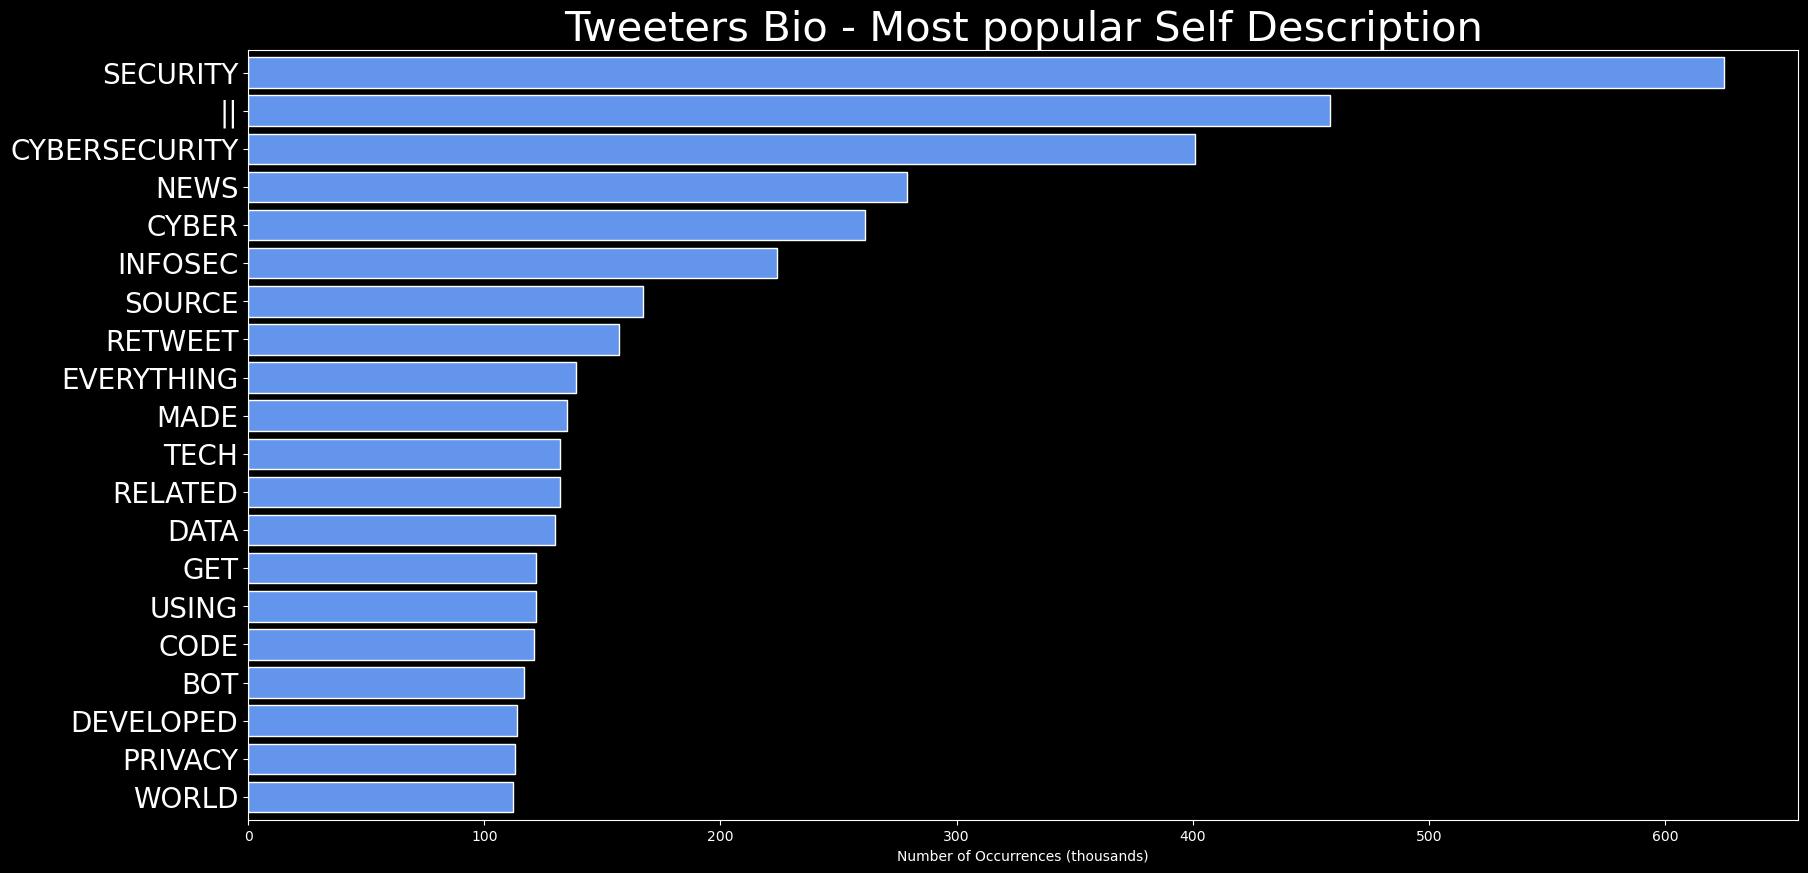 Tweeters Bio - Most popular Self Description
SECURITY
||
CYBERSECURITY
NEWS
CYBER
INFOSEC
SOURCE
RETWEET
EVERYTHING
MADE
TECH
RELATED
DATA
GET
USING
CODE
BOT
DEVELOPED
PRIVACY
WORLD
0 100 200 300 400 500 600
Number of Occurrences (thousands)